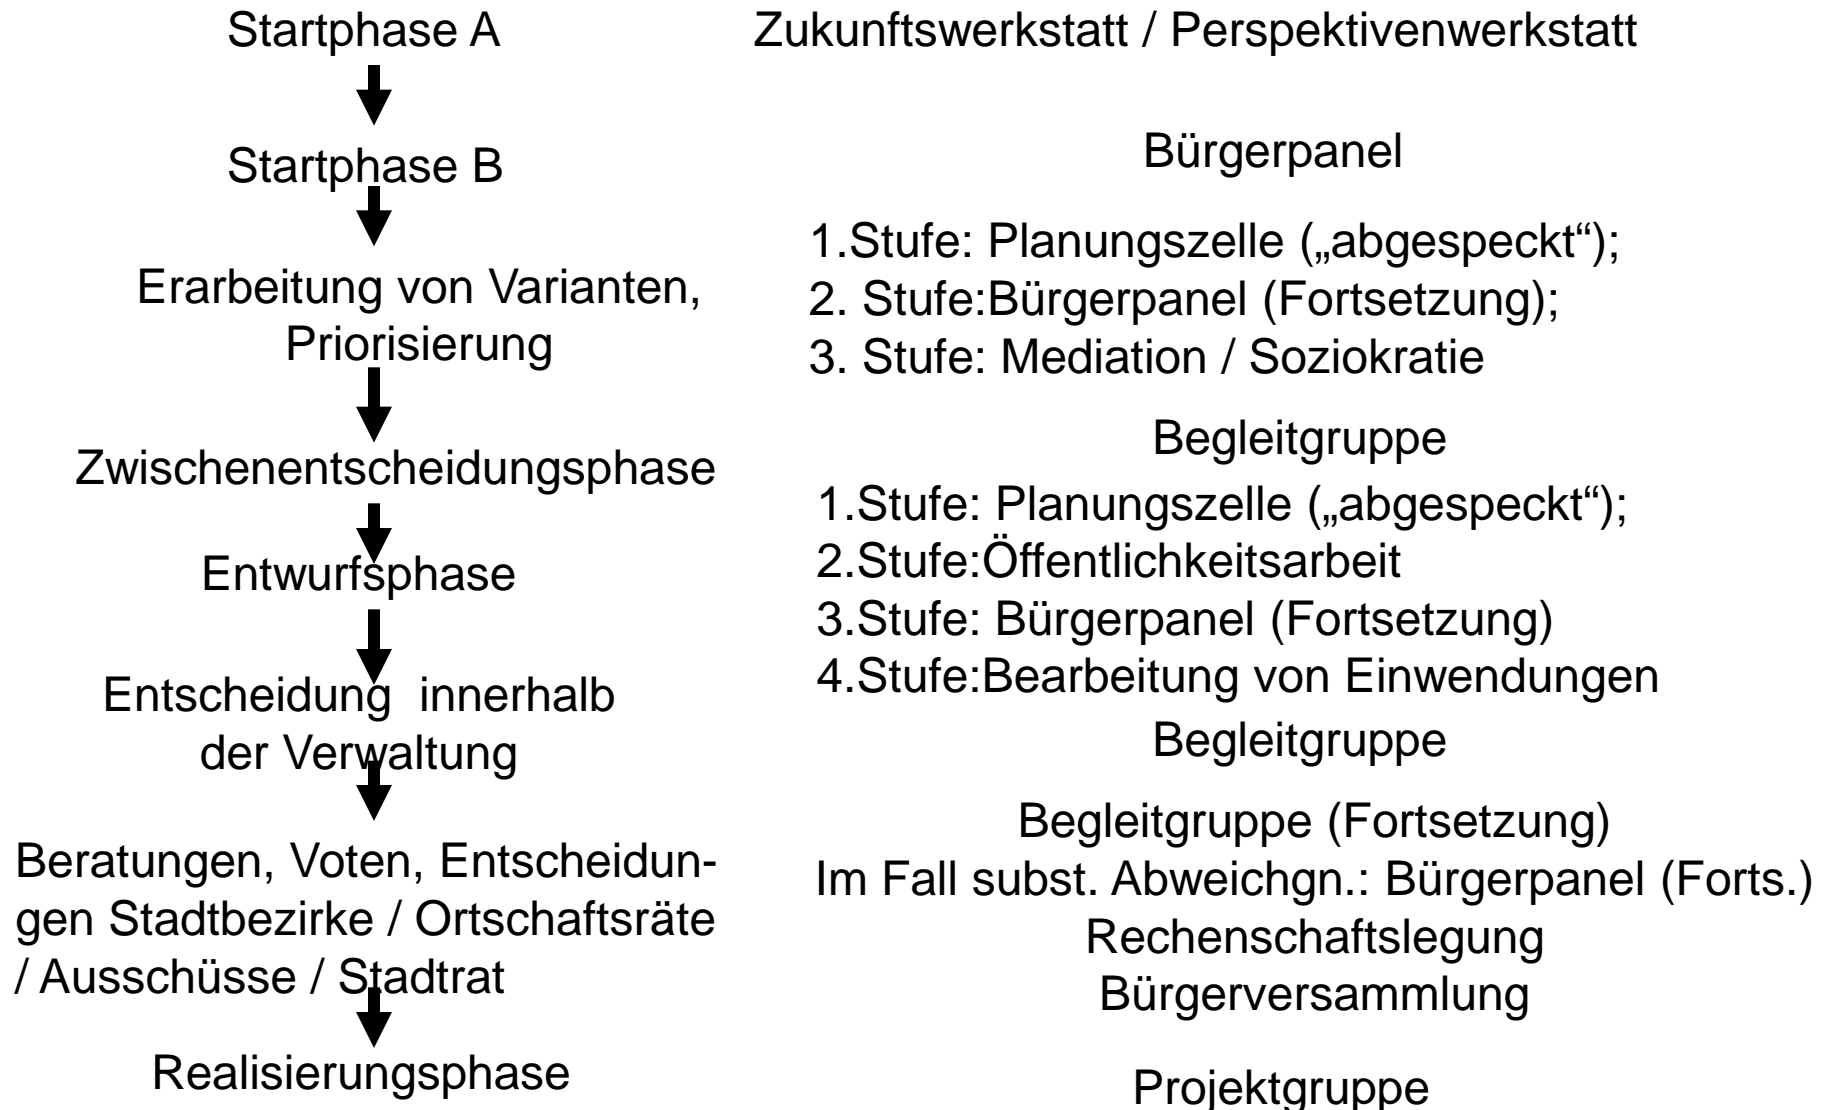 Startphase A
Zukunftswerkstatt / Perspektivenwerkstatt
Startphase B
Bürgerpanel
Erarbeitung von Varianten,
Priorisierung
1.Stufe: Planungszelle („abgespeckt“);
2. Stufe:Bürgerpanel (Fortsetzung);
3. Stufe: Mediation / Soziokratie
Zwischenentscheidungsphase
Begleitgruppe
Entwurfsphase
1.Stufe: Planungszelle („abgespeckt“);
2.Stufe:Öffentlichkeitsarbeit
3.Stufe: Bürgerpanel (Fortsetzung)
4.Stufe:Bearbeitung von Einwendungen
Entscheidung  innerhalb
der Verwaltung
Begleitgruppe
Beratungen, Voten, Entscheidun-
gen Stadtbezirke / Ortschaftsräte
/ Ausschüsse / Stadtrat
Begleitgruppe (Fortsetzung)
Im Fall subst. Abweichgn.: Bürgerpanel (Forts.)
Rechenschaftslegung
Bürgerversammlung
Realisierungsphase
Projektgruppe